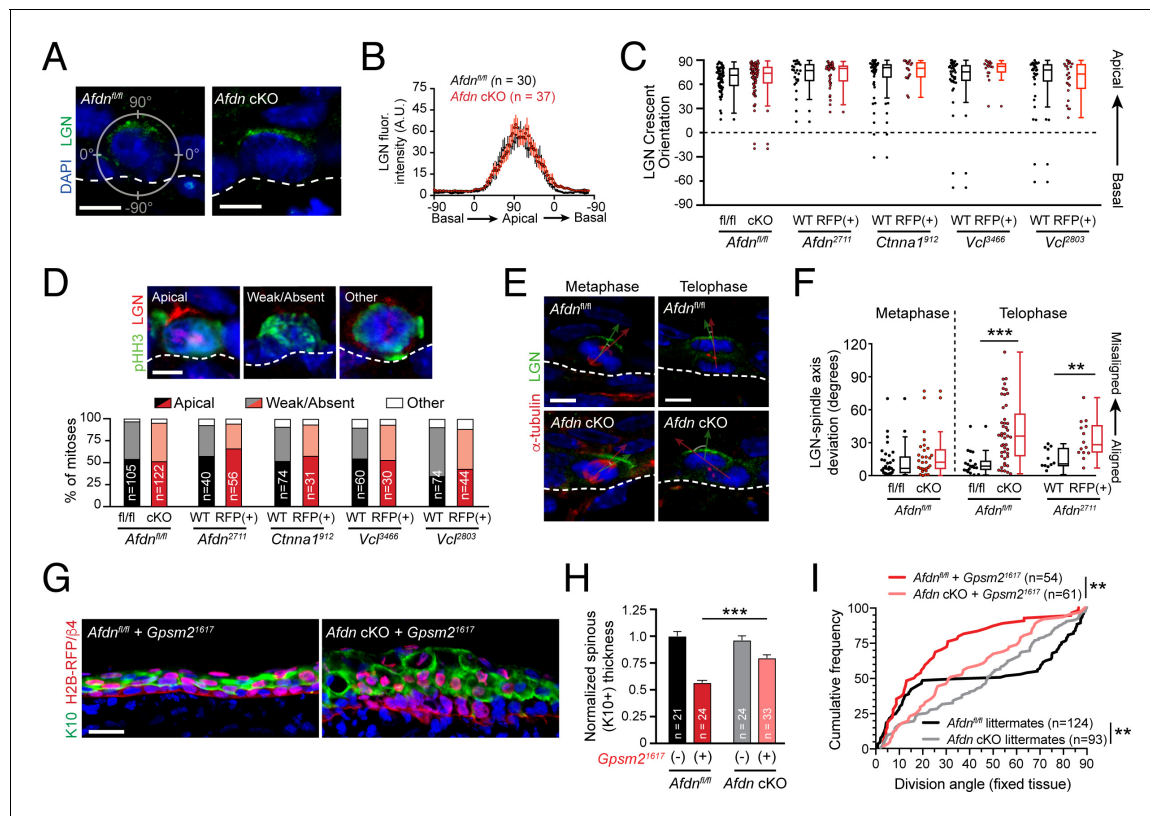 A
Afdn fl/fl
Afdn cKO
DAPI LGN
90°
0°
0°
-90°
B
Afdn fl/fl (n = 30)
Afdn cKO (n = 37)
LGN fluor.
intensity (A.U.)
75
60
45
30
15
0
-90 0 90 0 -90
Basal Apical Basal
C
LGN Crescent
Orientation
90
60
30
0
-30
-60
-90
Apical
Basal
fl/fl cKO WT RFP(+) WT RFP(+) WT RFP(+) WT RFP(+)
Afdn fl/fl Afdn 2711 Ctnna1 912 Vcl 3466 Vcl 2803
D
pHH3 LGN
Apical
Weak/Absent
Other
Apical Weak/Absent Other
% of mitoses
100
75
50
25
0
n=105 n=122 n=40 n=56 n=74 n=31 n=60 n=30 n=74 n=44
fl/fl cKO WT RFP(+) WT RFP(+) WT RFP(+) WT RFP(+)
Afdn fl/fl Afdn 2711 Ctnna1 912 Vcl 3466 Vcl 2803
E
Metaphase Telophase
α-tubulin LGN
Afdn fl/fl
Afdn fl/fl
Afdn cKO
Afdn cKO
F
Metaphase Telophase
LGN-spindle axis
deviation (degrees)
120
90
60
30
0
***
**
Misaligned
Aligned
fl/fl cKO fl/fl cKO WT RFP(+)
Afdn fl/fl Afdn fl/fl Afdn 2711
G
K10 H2B-RFP/β4
Afdn fl/fl + Gpsm2 1617
Afdn cKO + Gpsm2 1617
H
Normalized spinous
(K10+) thickness
1.25
1.0
0.75
0.5
0.25
0
***
n = 21 n = 24 n = 24 n = 33
Gpsm2 1617 (-) (+) (-) (+)
Afdn fl/fl Afdn cKO
I
Afdn fl/fl + Gpsm2 1617 (n=54)
Afdn cKO + Gpsm2 1617 (n=61)
**
Cumulative frequency
100
75
50
25
0
Afdn fl/fl littermates (n=124)
Afdn cKO littermates (n=93)
**
0 10 20 30 40 50 60 70 80 90
Division angle (fixed tissue)